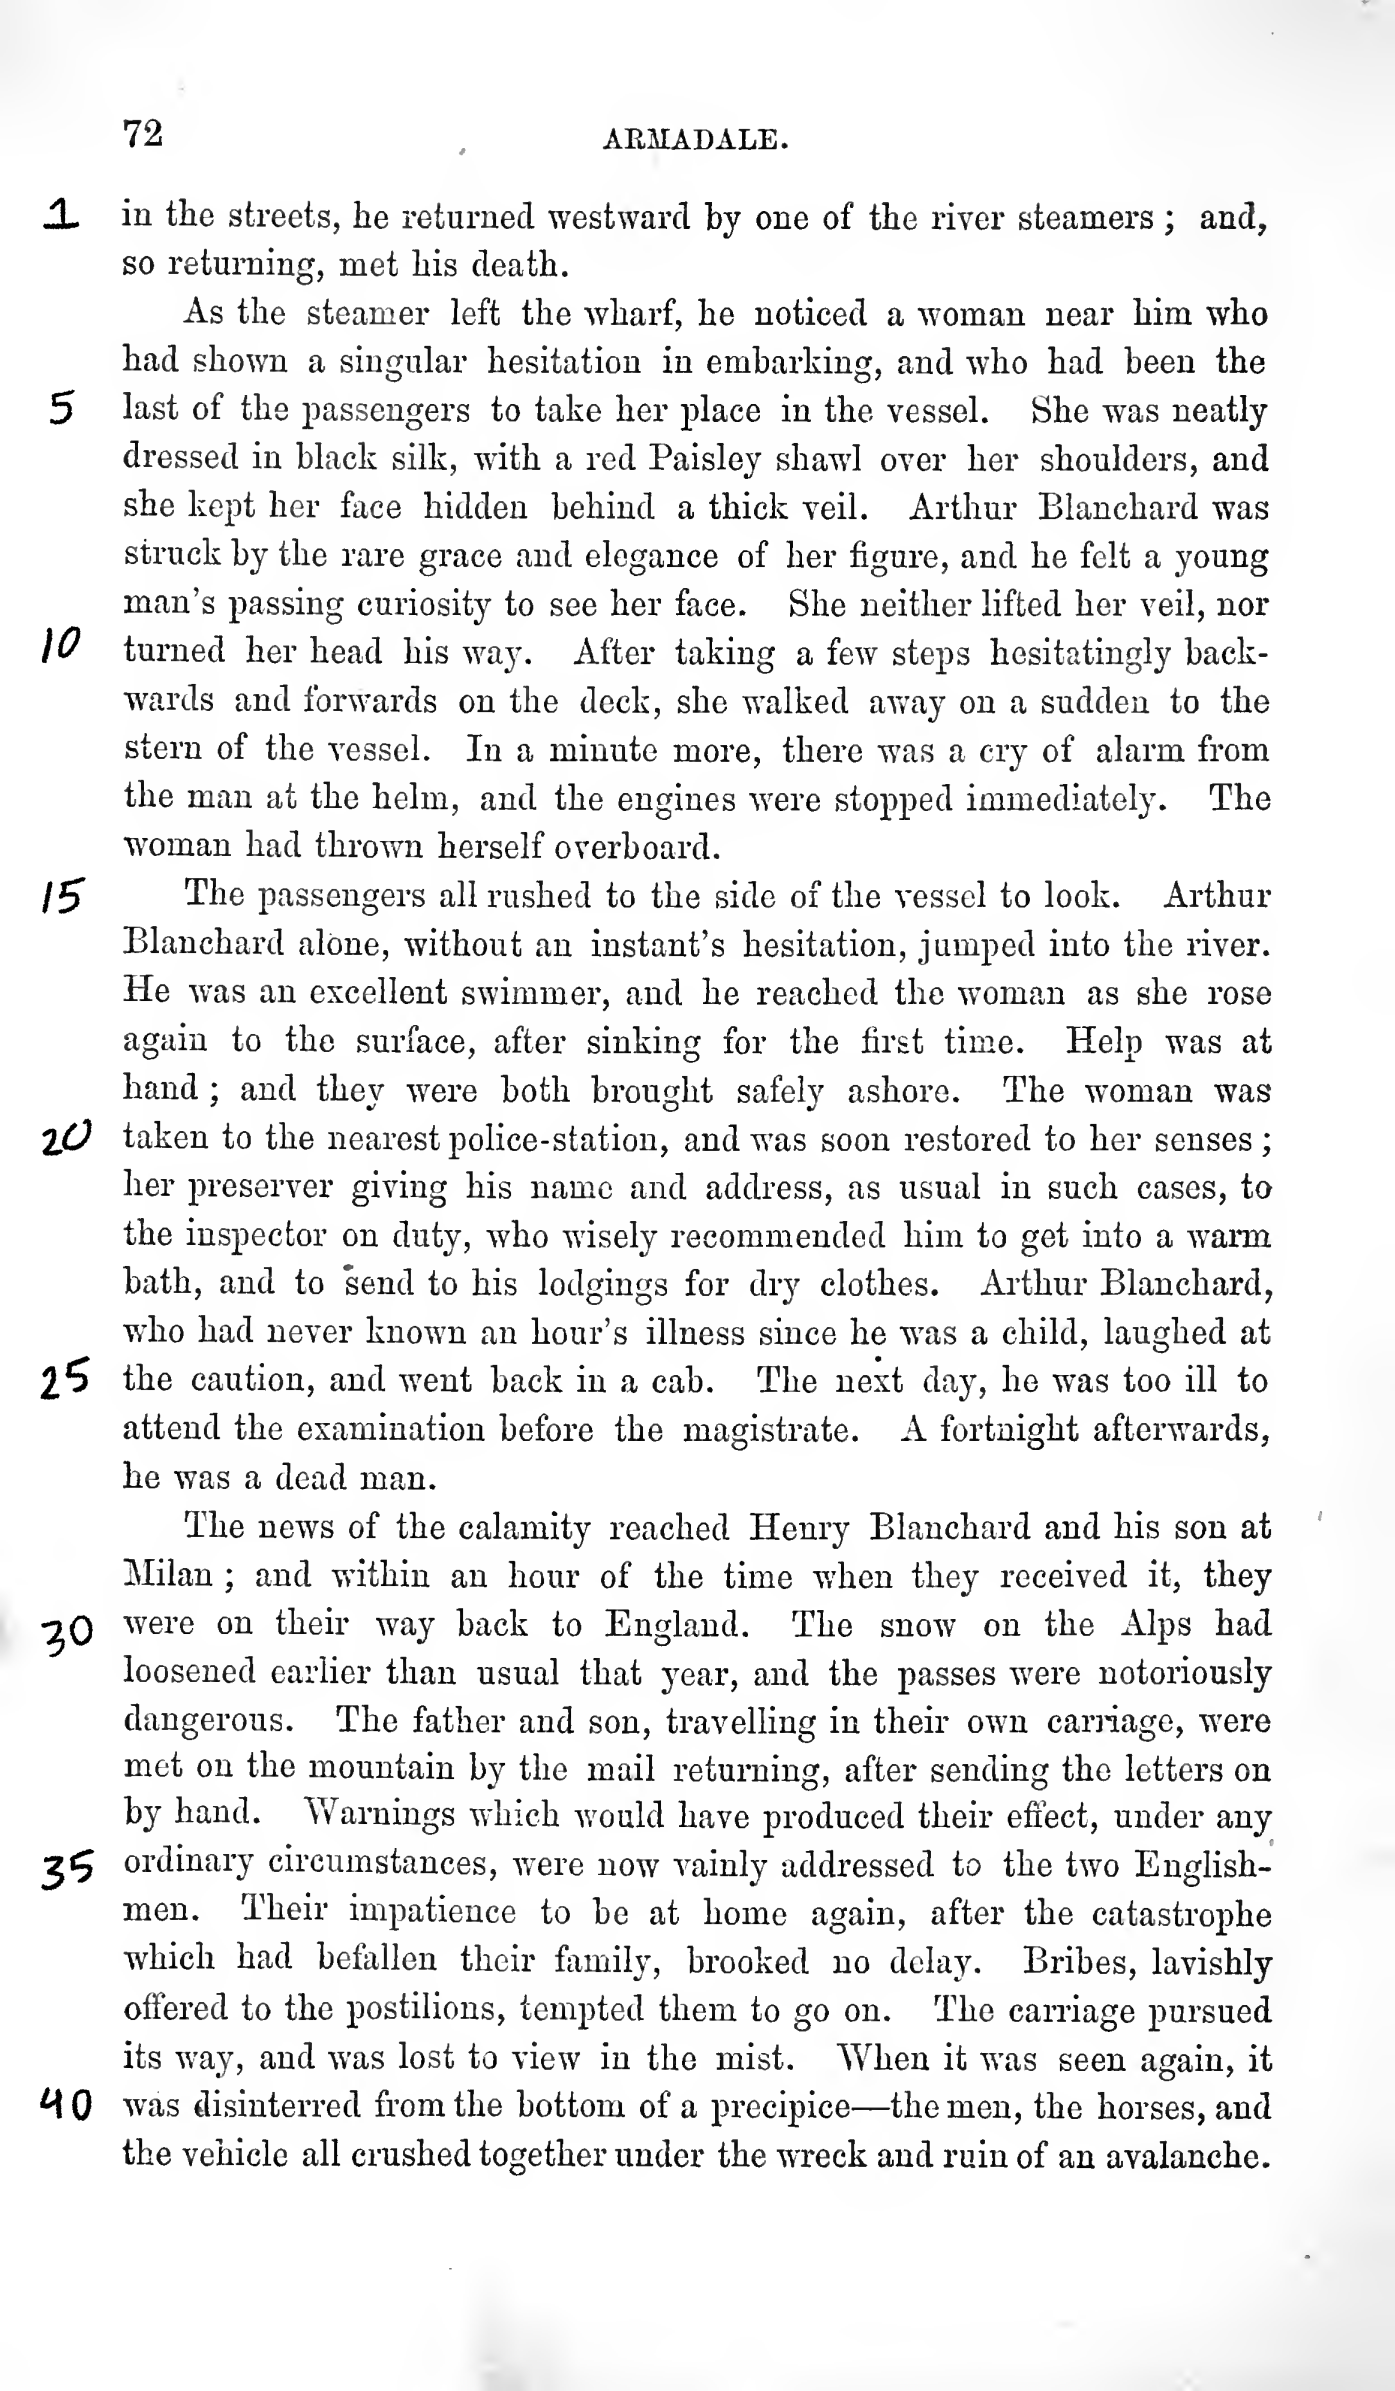 72 ARMADALE.
1 in the streets, he returned westward by one of the river steamers ; and,
so returning, met his death.
As the steamer left the wharf, he noticed a woman near him who
had shown a singular hesitation in embarking, and who had been the
5 last of the passengers to take her place in the vessel. She was neatly
dressed in black silk, with a red Paisley shawl over her shoulders, and
she kept her face hidden behind a thick veil. Arthur Blanchard was
struck by the rare grace and elegance of her figure, and he felt a young
man's passing curiosity to see her face. She neither lifted her veil, nor
10 turned her head his way. After taking a few steps hesitatingly back-
wards and forwards on the deck, she walked away on a sudden to the
stern of the vessel. In a minute more, there was a cry of alarm from
the man at the helm, and the engines were stopped immediately. The
woman had thrown herself overboard.
15 The passengers all rushed to the side of the vessel to look. Arthur
Blanchard alone, without an instant's hesitation, jumped into the river.
He was an excellent swimmer, and he reached the woman as she rose
again to the surface, after sinking for the first time. Help was at
hand ; and they were both brought safely ashore. The woman was
20 taken to the nearest police-station, and was soon restored to her senses ;
her preserver giving his name and address, as usual in such cases, to
the inspector on duty, who wisely recommended him to get into a warm
bath, and to send to his lodgings for dry clothes. Arthur Blanchard,
who had never known an hour's illness since he was a child, laughed at
25 the caution, and went back in a cab. The next day, he was too ill to
attend the examination before the magistrate. A fortnight afterwards,
he was a dead man.
The news of the calamity reached Henry Blanchard and his son at
Milan ; and within an hour of the time when they received it, they
30 were on their way back to England. The snow on the Alps had
loosened earlier than usual that year, and the passes were notoriously
dangerous. The father and son, travelling in their own carriage, were
met on the mountain by the mail returning, after sending the letters on
by hand. Warnings which would have produced their effect, under any
35 ordinary circumstances, were now vainly addressed to the two English-
men. Their impatience to be at home again, after the catastrophe
which had befallen their family, brooked no delay. Bribes, lavishly
offered to the postilions, tempted them to go on. The carriage pursued
its way, and was lost to view in the mist. When it was seen again, it
40 was disinterred from the bottom of a precipice—the men, the horses, and
the vehicle all crushed together under the wreck and ruin of an avalanche.